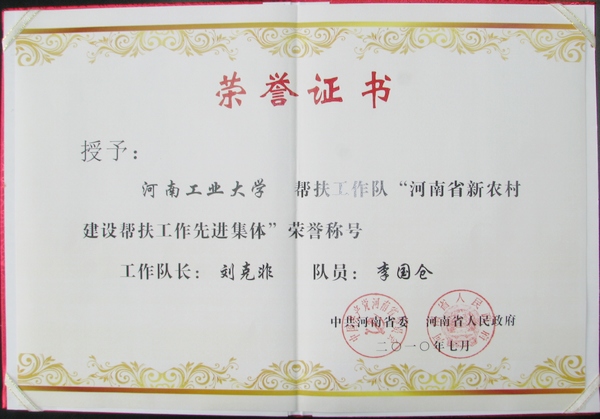 荣誉证书
授予：
河南工业大学 帮扶工作队“河南省新农村
建设帮扶工作先进集体”荣誉称号
工作队长：刘克非 队员：李国仓
中共河南省委 河南省人民政府
二〇一〇年七月